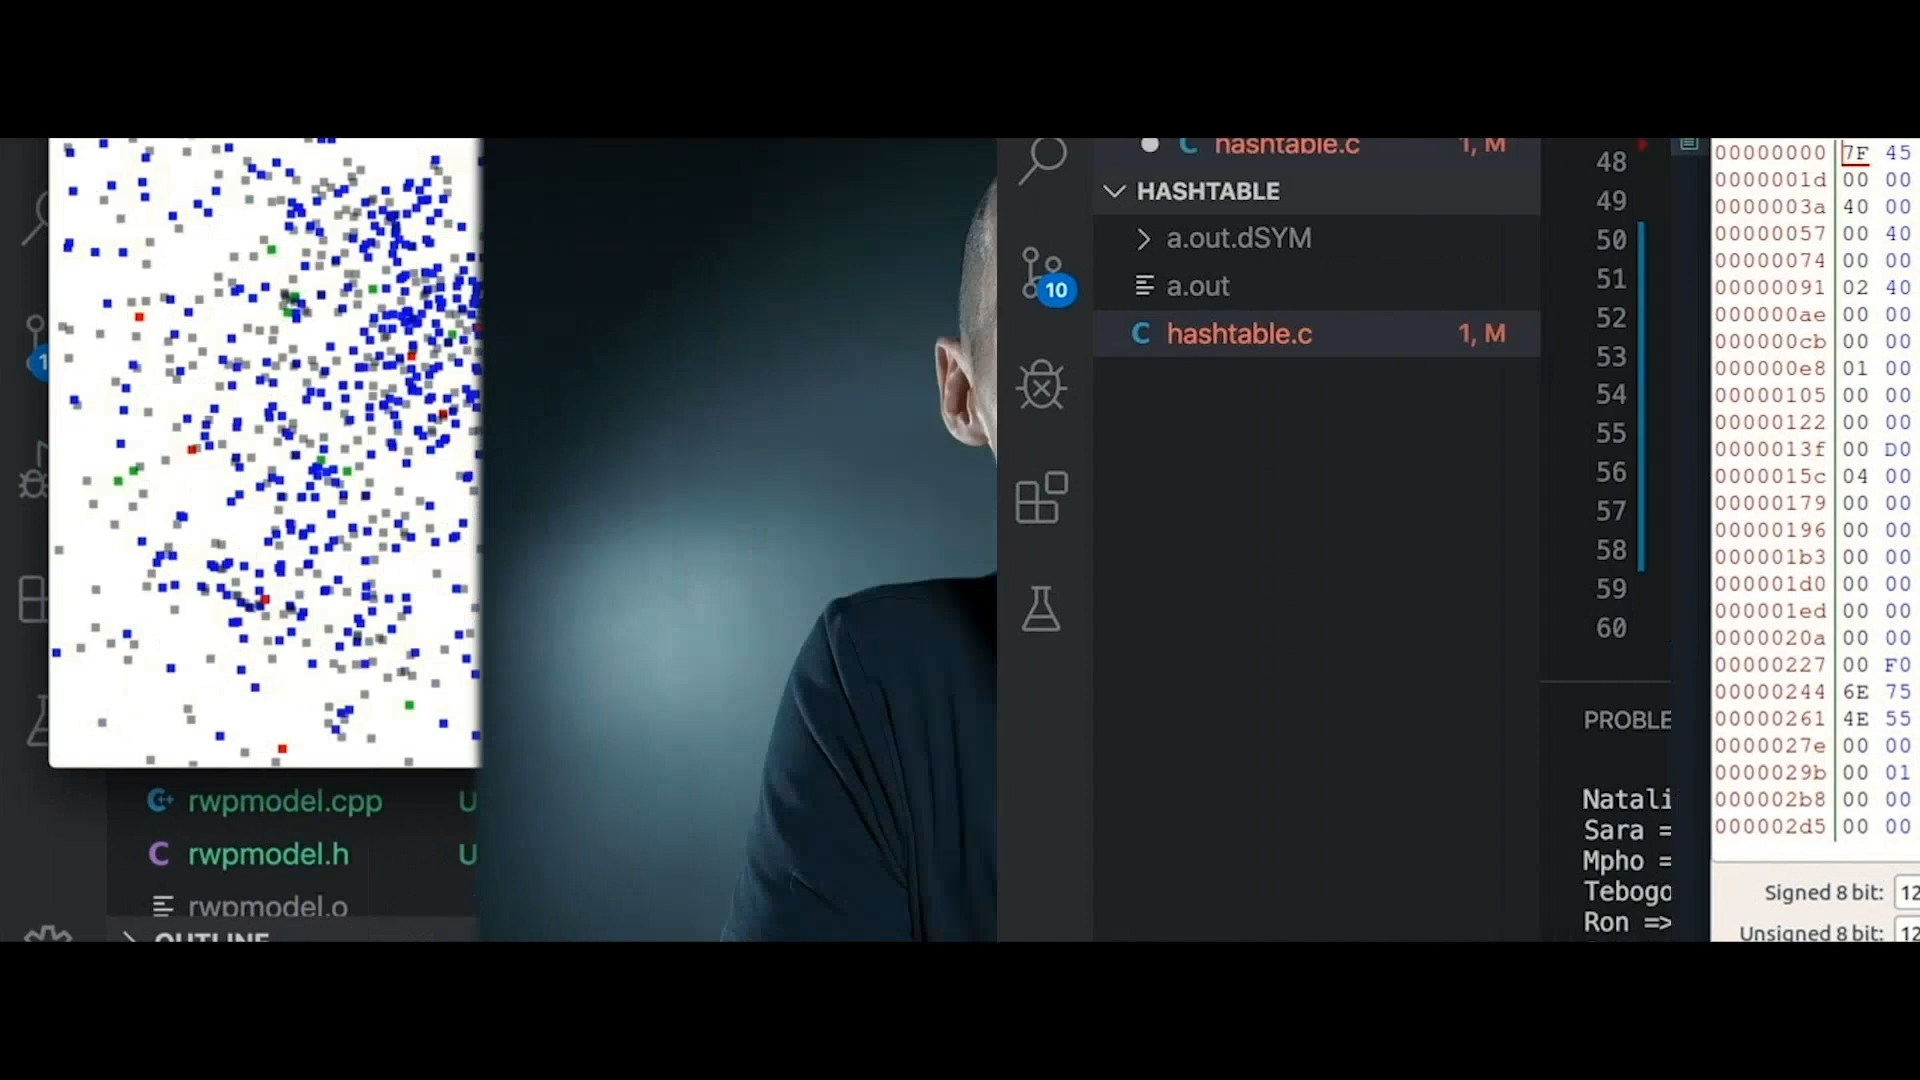 1
rwpmodel.cpp U
rwpmodel.h U
rwpmodel.o
OUTLINE
hashtable.c 1, M
HASHTABLE
a.out.dSYM
a.out
hashtable.c 1, M
10
48
49
50
51
52
53
54
55
56
57
58
59
60
PROBLE
Natali
Sara =
Mpho =
Tebogo
Ron =>
00000000 7F 45
0000001d 00 00
0000003a 40 00
00000057 00 40
00000074 00 00
00000091 02 40
000000ae 00 00
000000cb 00 00
000000e8 01 00
00000105 00 00
00000122 00 00
0000013f 00 D0
0000015c 04 00
00000179 00 00
00000196 00 00
000001b3 00 00
000001d0 00 00
000001ed 00 00
0000020a 00 00
00000227 00 F0
00000244 6E 75
00000261 4E 55
0000027e 00 00
0000029b 00 01
000002b8 00 00
000002d5 00 00
Signed 8 bit: 12
Unsigned 8 bit: 12